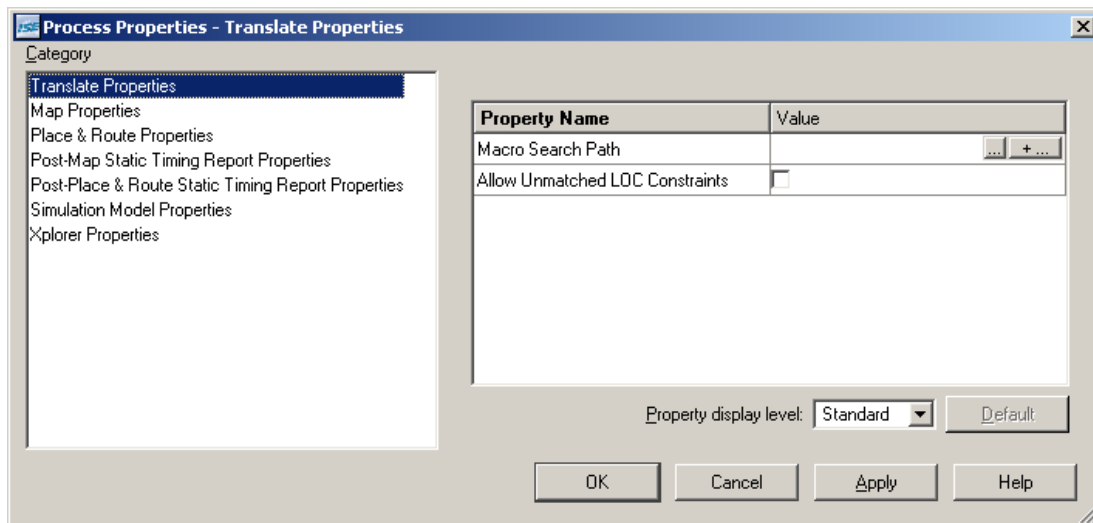 ISE Process Properties - Translate Properties
Category
Translate Properties
Map Properties
Place & Route Properties
Post-Map Static Timing Report Properties
Post-Place & Route Static Timing Report Properties
Simulation Model Properties
Xplorer Properties
Property Name Value
Macro Search Path ... + ...
Allow Unmatched LOC Constraints
Property display level: Standard Default
OK Cancel Apply Help